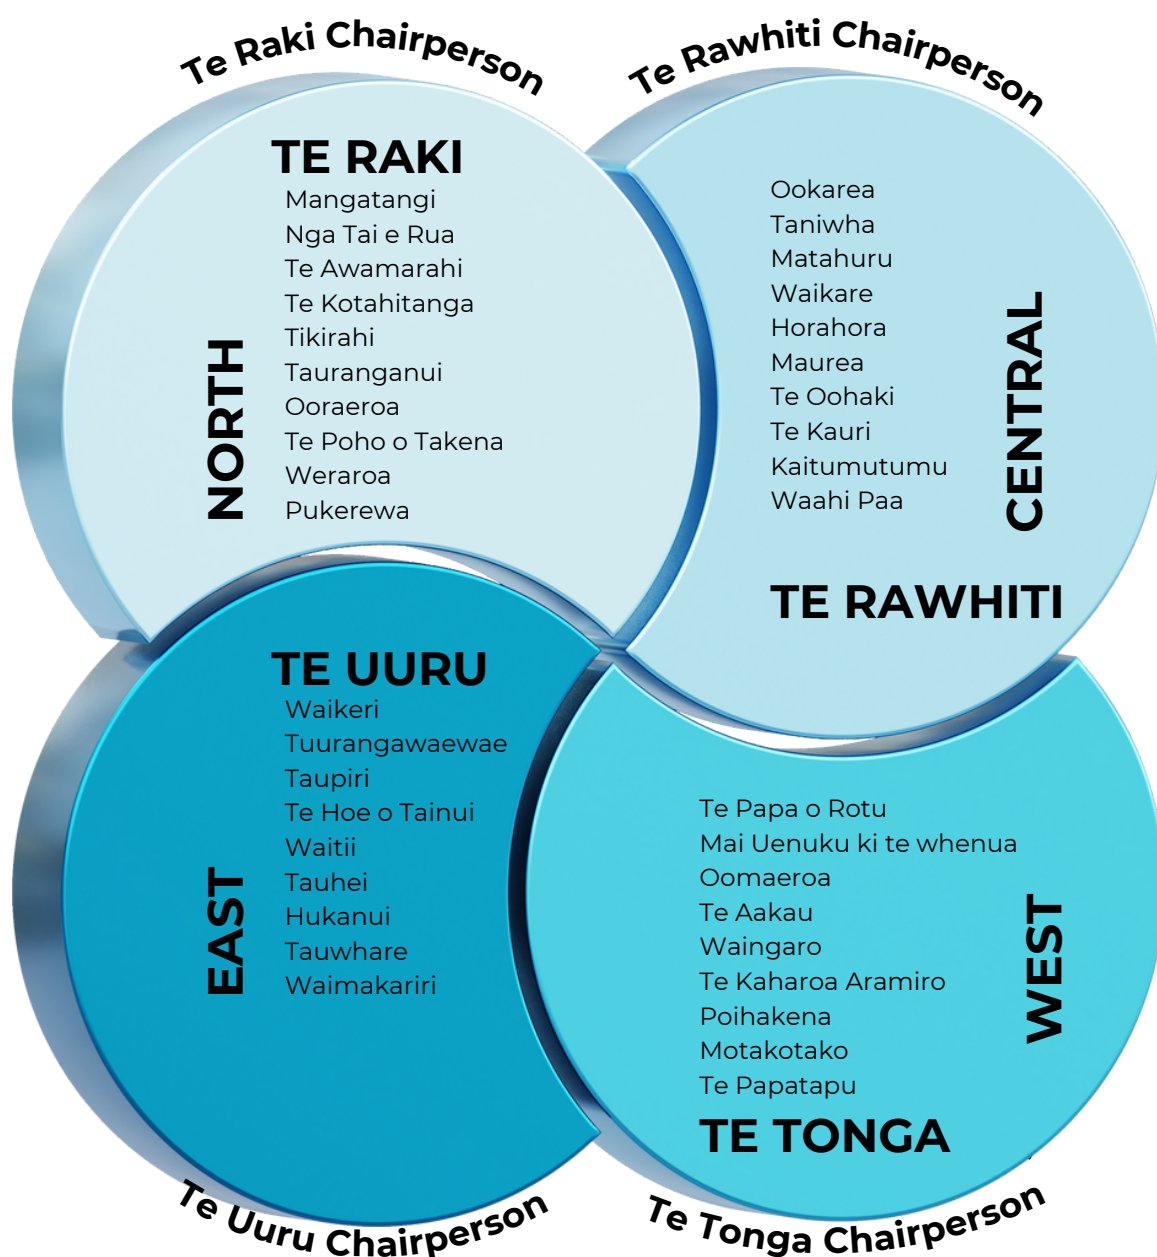 Te Raki Chairperson
TE RAKI
NORTH
Mangatangi
Nga Tai e Rua
Te Awamarahi
Te Kotahitanga
Tikirahi
Tauranganui
Ooraeroa
Te Poho o Takena
Weraroa
Pukerewa
Te Rawhiti Chairperson
Ookarea
Taniwha
Matahuru
Waikare
Horahora
Maurea
Te Oohaki
Te Kauri
Kaitumutumu
Waahi Paa
CENTRAL
TE RAWHITI
TE UURU
EAST
Waikeri
Tuurangawaewae
Taupiri
Te Hoe o Tainui
Waitii
Tauhei
Hukanui
Tauwhare
Waimakariri
Te Uuru Chairperson
Te Papa o Rotu
Mai Uenuku ki te whenua
Oomaeroa
Te Aakau
Waingaro
Te Kaharoa Aramiro
Poihakena
Motakotako
Te Papatapu
WEST
TE TONGA
Te Tonga Chairperson